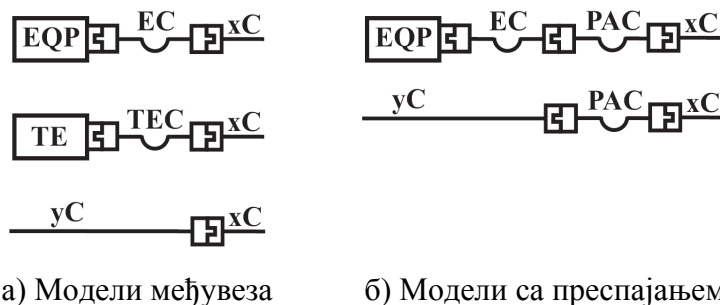 EQP EC xC
TE TEC xC
yC xC
а) Модели међувеза
EQP EC PAC xC
yC PAC xC
б) Модели са преспајањем